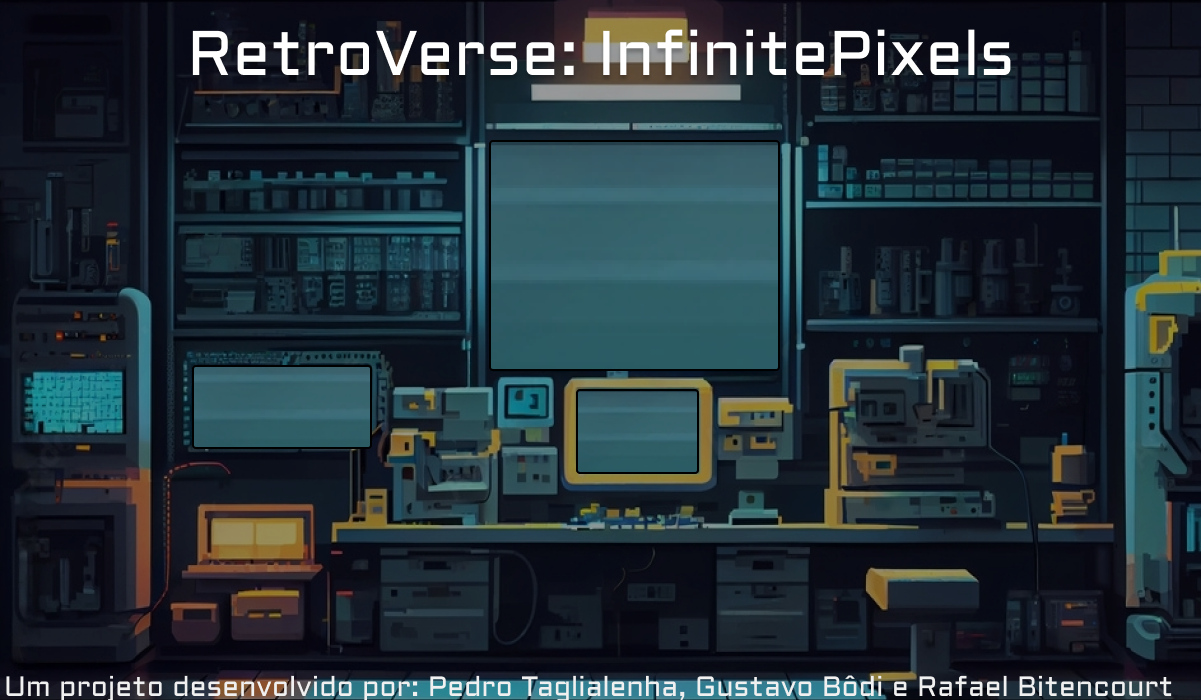 RetroVerse: InfinitePixels
Um projeto desenvolvido por: Pedro Taglialenha, Gustavo Bôdi e Rafael Bitencourt